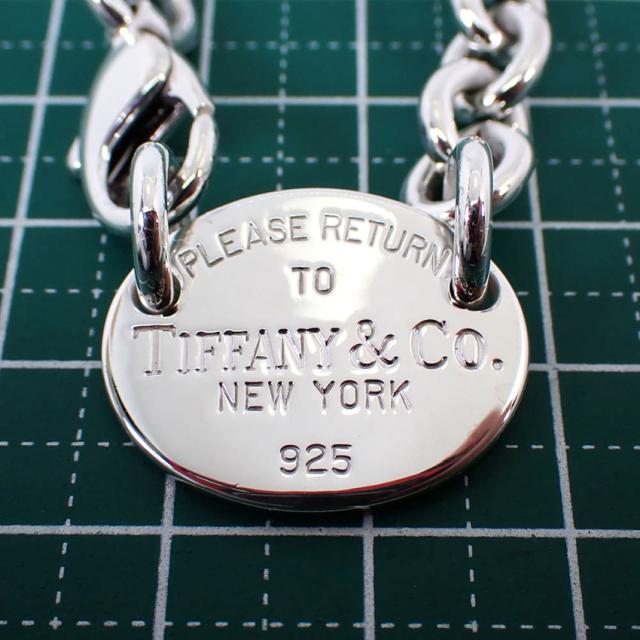 PLEASE RETURN
TO
TIFFANY & CO.
NEW YORK
925